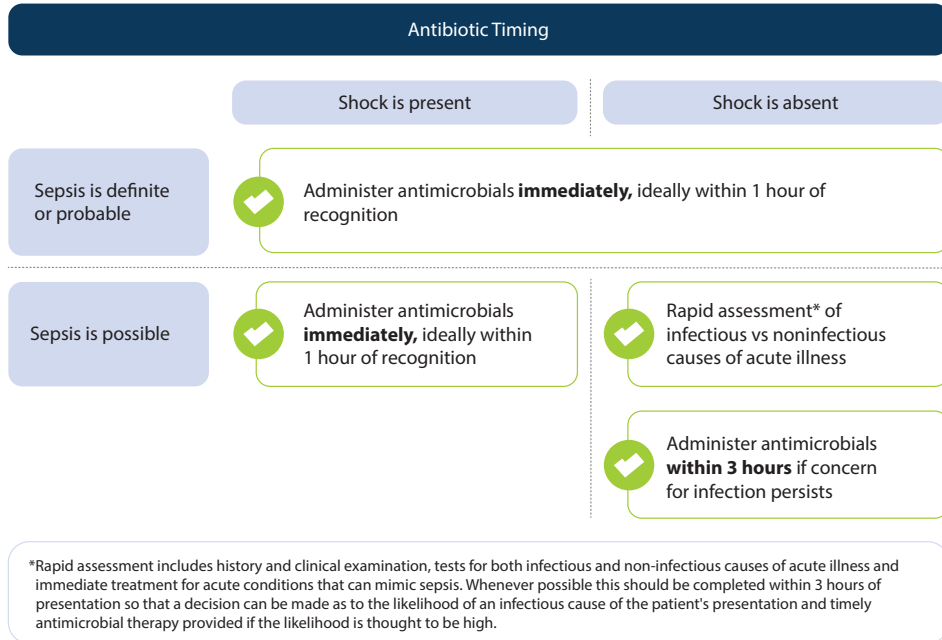 Antibiotic Timing
Shock is present
Shock is absent
Sepsis is definite
or probable
Administer antimicrobials immediately, ideally within 1 hour of
recognition
Sepsis is possible
Administer antimicrobials
immediately, ideally within
1 hour of recognition
Rapid assessment* of
infectious vs noninfectious
causes of acute illness
Administer antimicrobials
within 3 hours if concern
for infection persists
*Rapid assessment includes history and clinical examination, tests for both infectious and non-infectious causes of acute illness and
immediate treatment for acute conditions that can mimic sepsis. Whenever possible this should be completed within 3 hours of
presentation so that a decision can be made as to the likelihood of an infectious cause of the patient's presentation and timely
antimicrobial therapy provided if the likelihood is thought to be high.